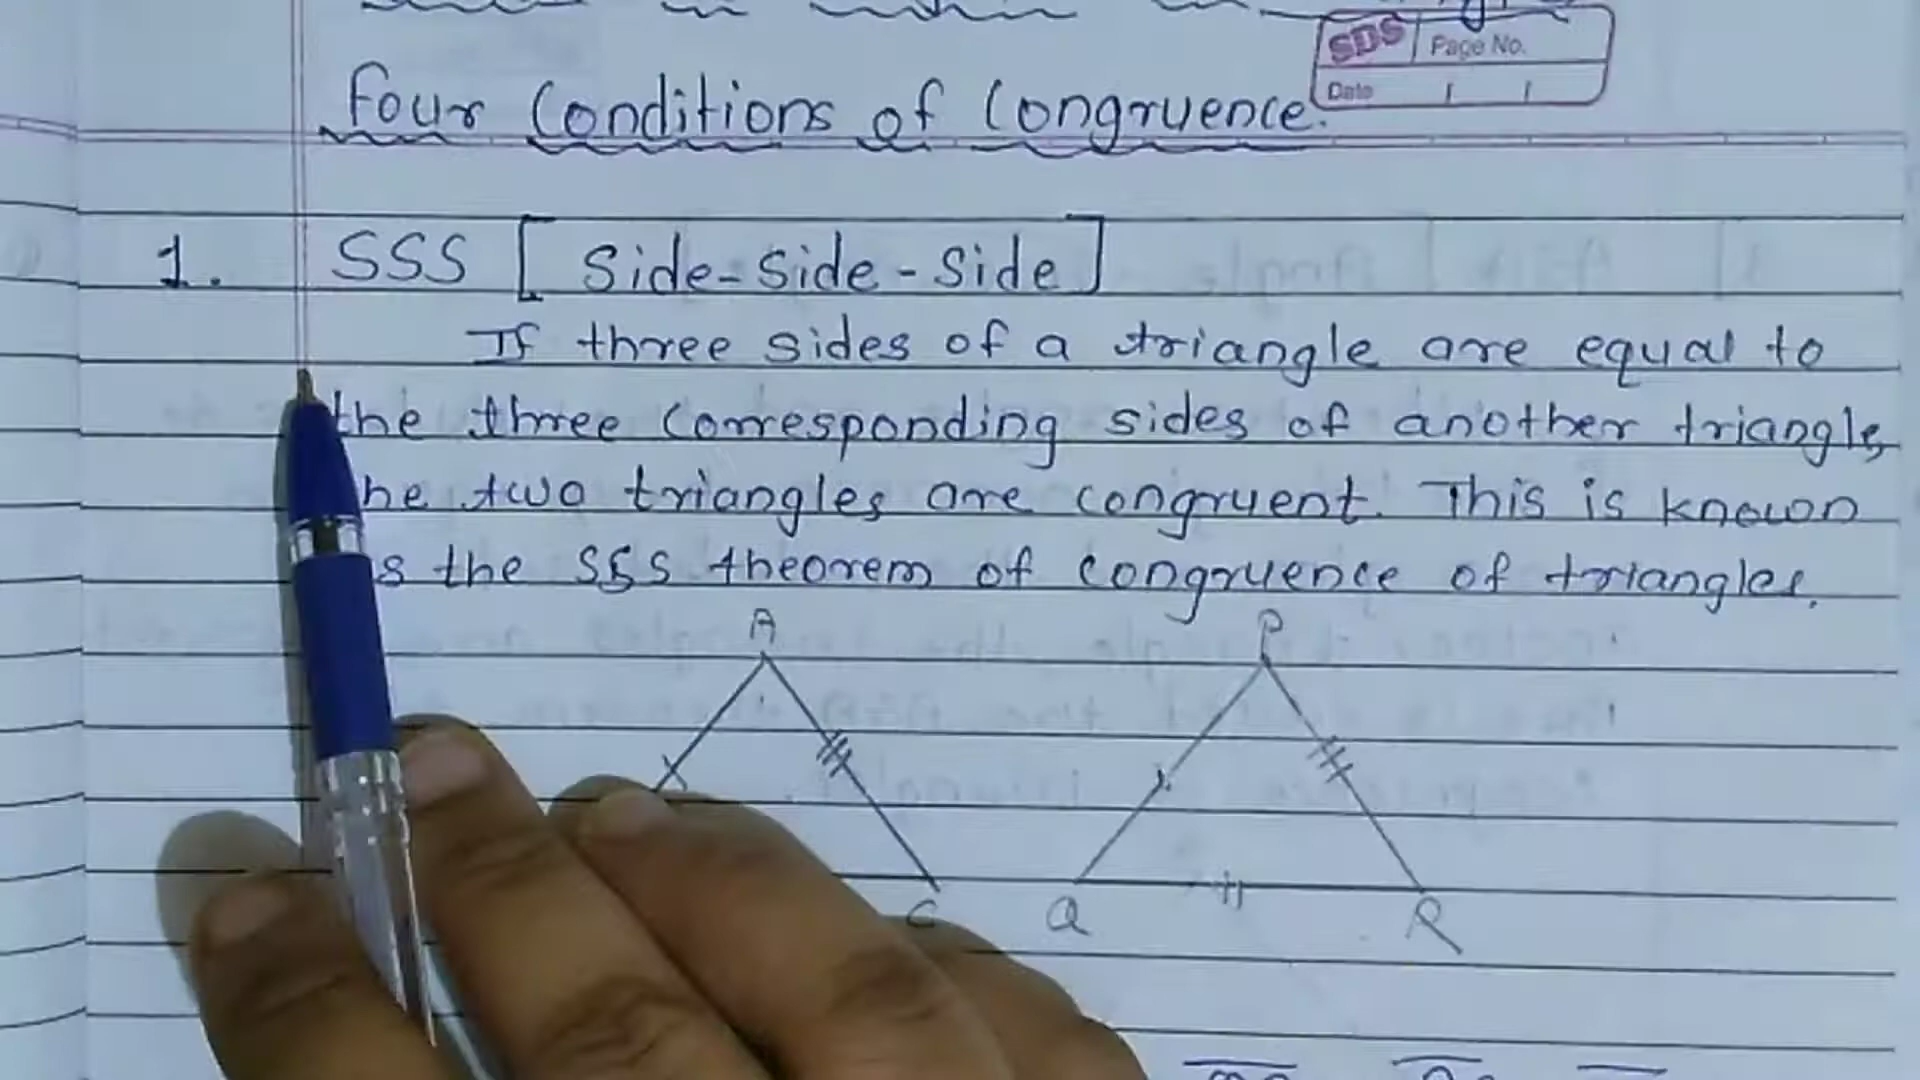 SDS Page No.
Date / /
Four Conditions of Congruence.
1. SSS [Side-Side-Side]
If three sides of a triangle are equal to
the three corresponding sides of another triangle,
he two triangles are congruent. This is known
s the SSS theorem of congruence of triangles.
A P
C Q R